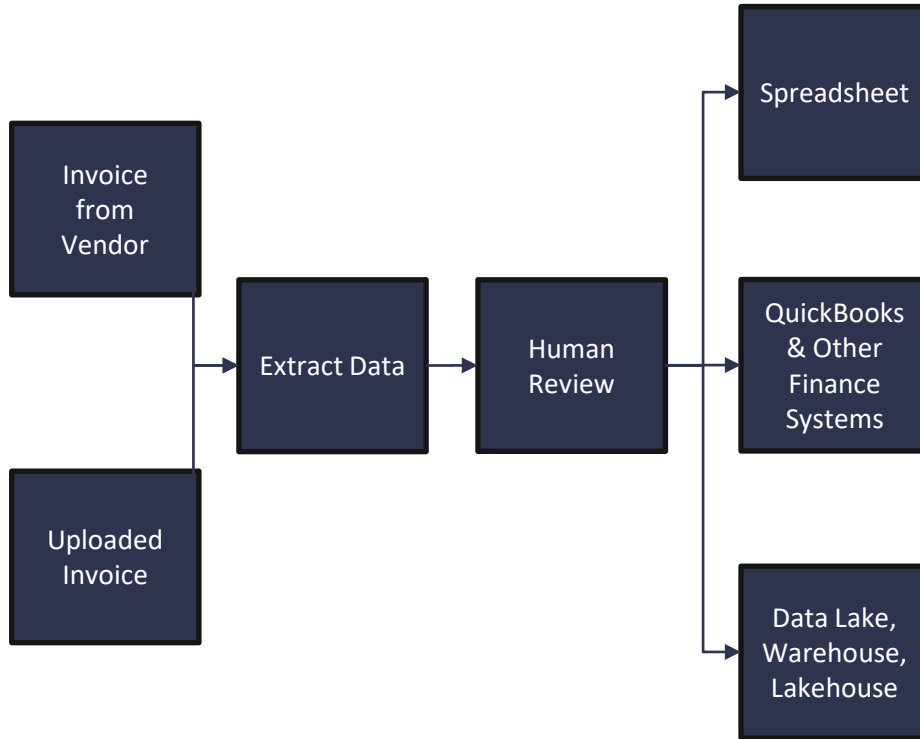 Invoice
from
Vendor
Uploaded
Invoice
Extract Data
Human
Review
Spreadsheet
QuickBooks
& Other
Finance
Systems
Data Lake,
Warehouse,
Lakehouse